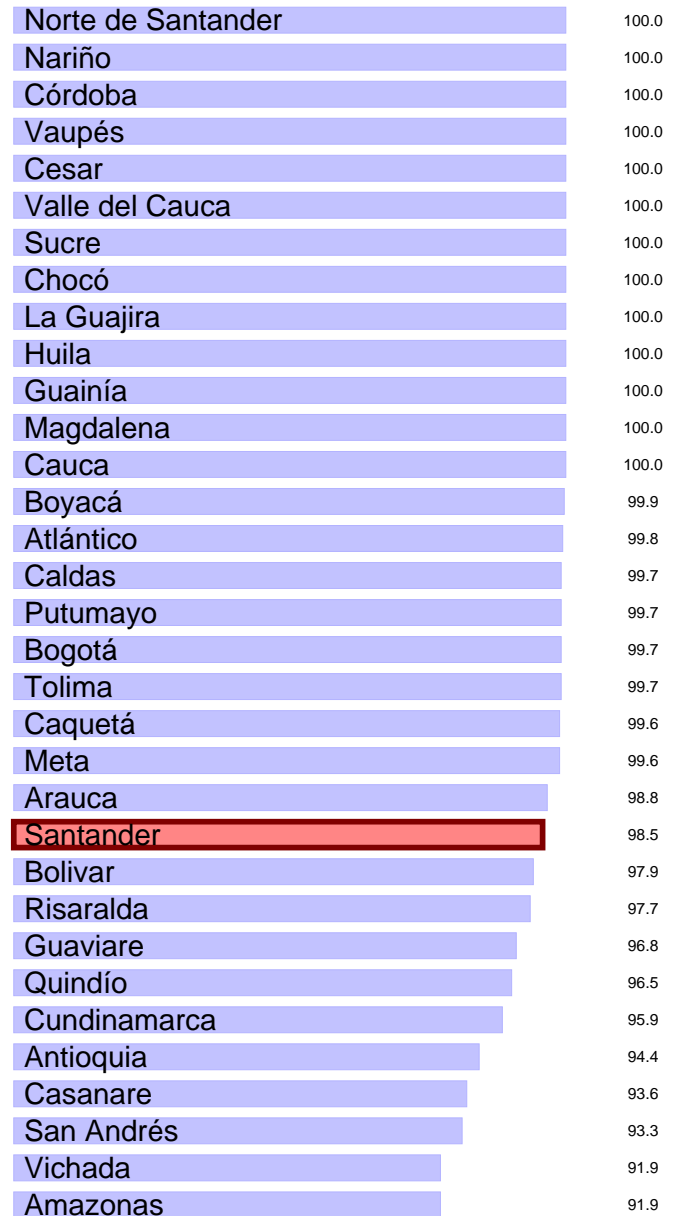 Norte de Santander 100.0
Nariño 100.0
Córdoba 100.0
Vaupés 100.0
Cesar 100.0
Valle del Cauca 100.0
Sucre 100.0
Chocó 100.0
La Guajira 100.0
Huila 100.0
Guainía 100.0
Magdalena 100.0
Cauca 100.0
Boyacá 99.9
Atlántico 99.8
Caldas 99.7
Putumayo 99.7
Bogotá 99.7
Tolima 99.7
Caquetá 99.6
Meta 99.6
Arauca 98.8
Santander 98.5
Bolivar 97.9
Risaralda 97.7
Guaviare 96.8
Quindío 96.5
Cundinamarca 95.9
Antioquia 94.4
Casanare 93.6
San Andrés 93.3
Vichada 91.9
Amazonas 91.9